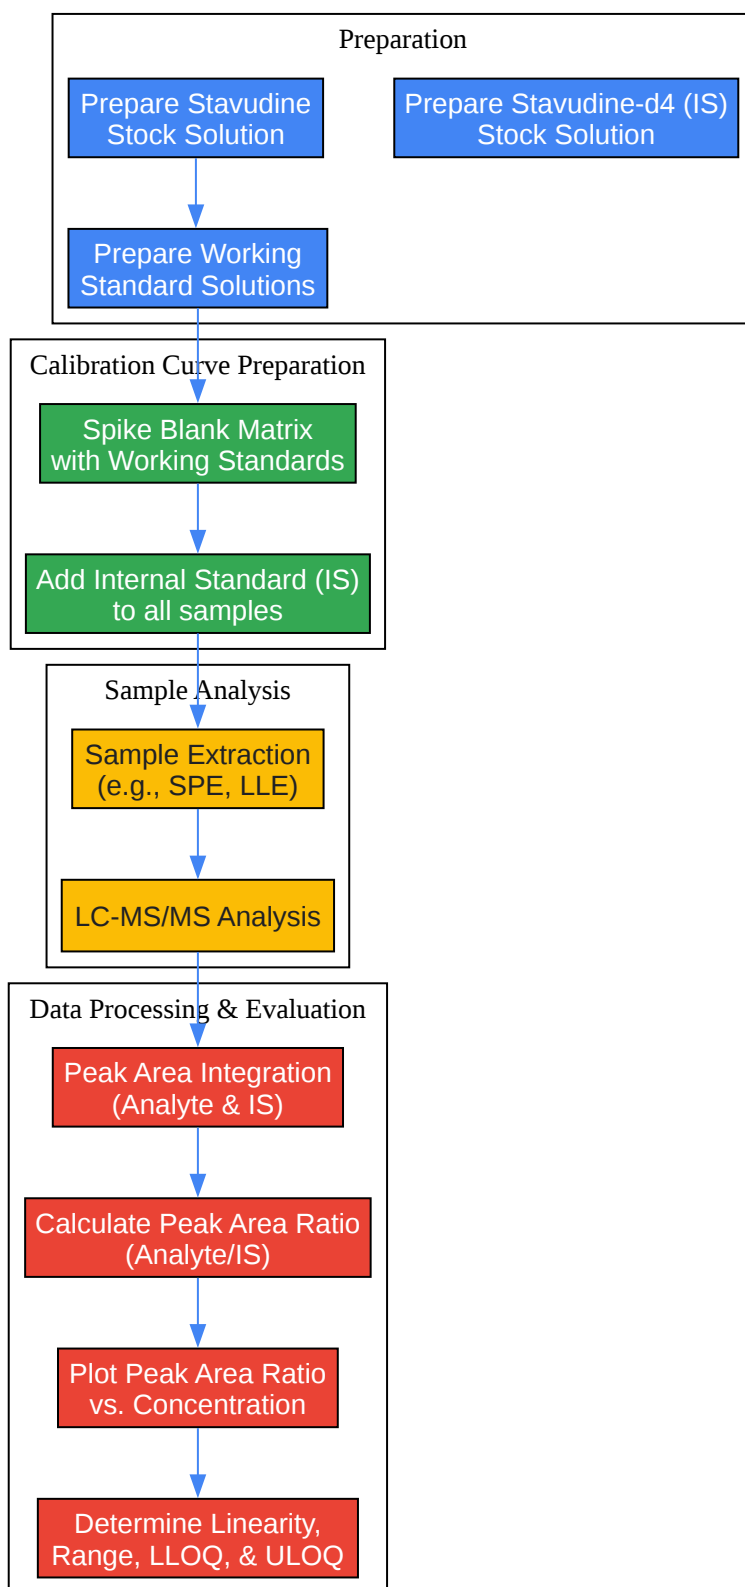 Preparation
Prepare Stavudine
Stock Solution
Prepare Stavudine-d4 (IS)
Stock Solution
Prepare Working
Standard Solutions
Calibration Curve Preparation
Spike Blank Matrix
with Working Standards
Add Internal Standard (IS)
to all samples
Sample Analysis
Sample Extraction
(e.g., SPE, LLE)
LC-MS/MS Analysis
Data Processing & Evaluation
Peak Area Integration
(Analyte & IS)
Calculate Peak Area Ratio
(Analyte/IS)
Plot Peak Area Ratio
vs. Concentration
Determine Linearity,
Range, LLOQ, & ULOQ